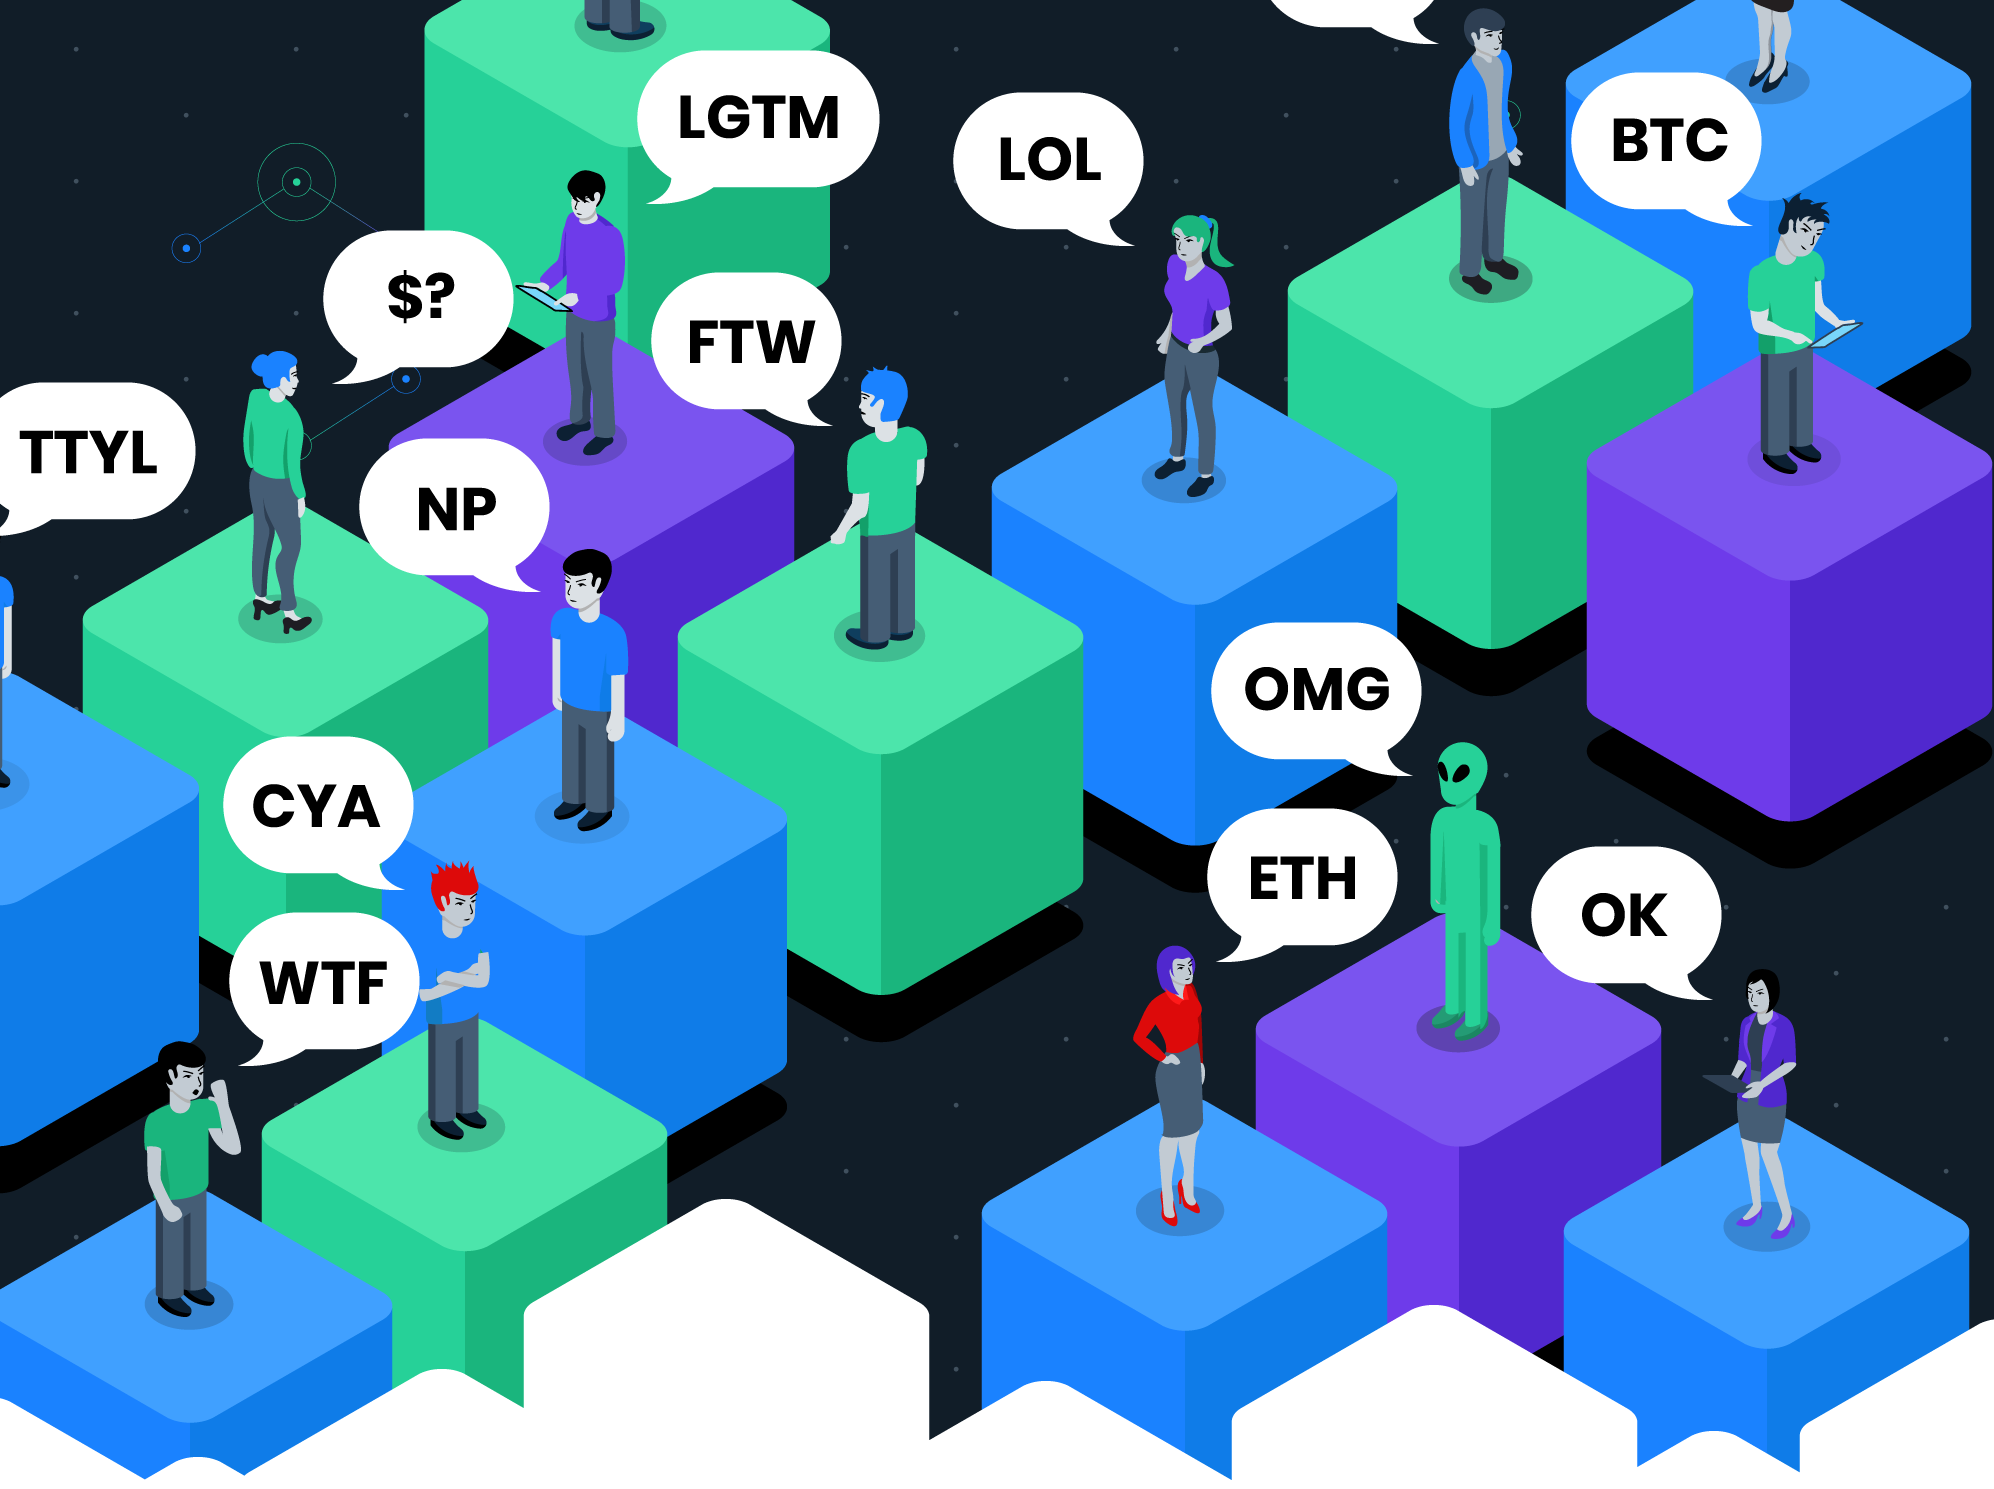 LGTM
LOL
BTC
$?
FTW
TTYL
NP
OMG
CYA
ETH
OK
WTF